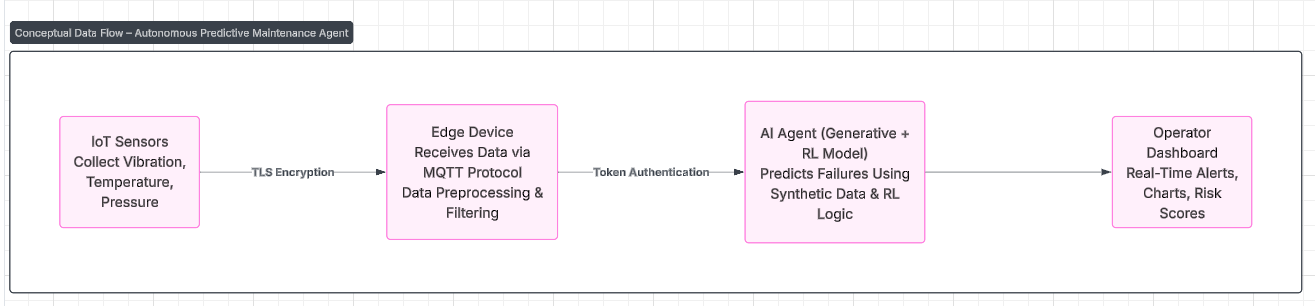 Conceptual Data Flow – Autonomous Predictive Maintenance Agent
IoT Sensors
Collect Vibration,
Temperature,
Pressure
TLS Encryption
Edge Device
Receives Data via
MQTT Protocol
Data Preprocessing &
Filtering
Token Authentication
AI Agent (Generative +
RL Model)
Predicts Failures Using
Synthetic Data & RL
Logic
Operator
Dashboard
Real-Time Alerts,
Charts, Risk
Scores